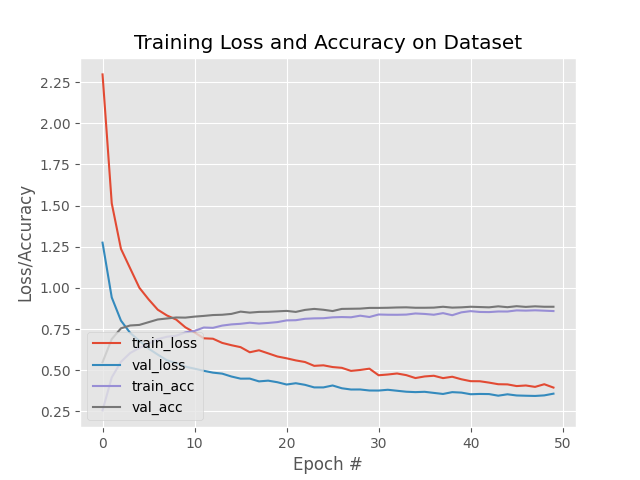 Training Loss and Accuracy on Dataset
Loss/Accuracy
2.25
2.00
1.75
1.50
1.25
1.00
0.75
0.50
0.25
train_loss
val_loss
train_acc
val_acc
0 10 20 30 40 50
Epoch #